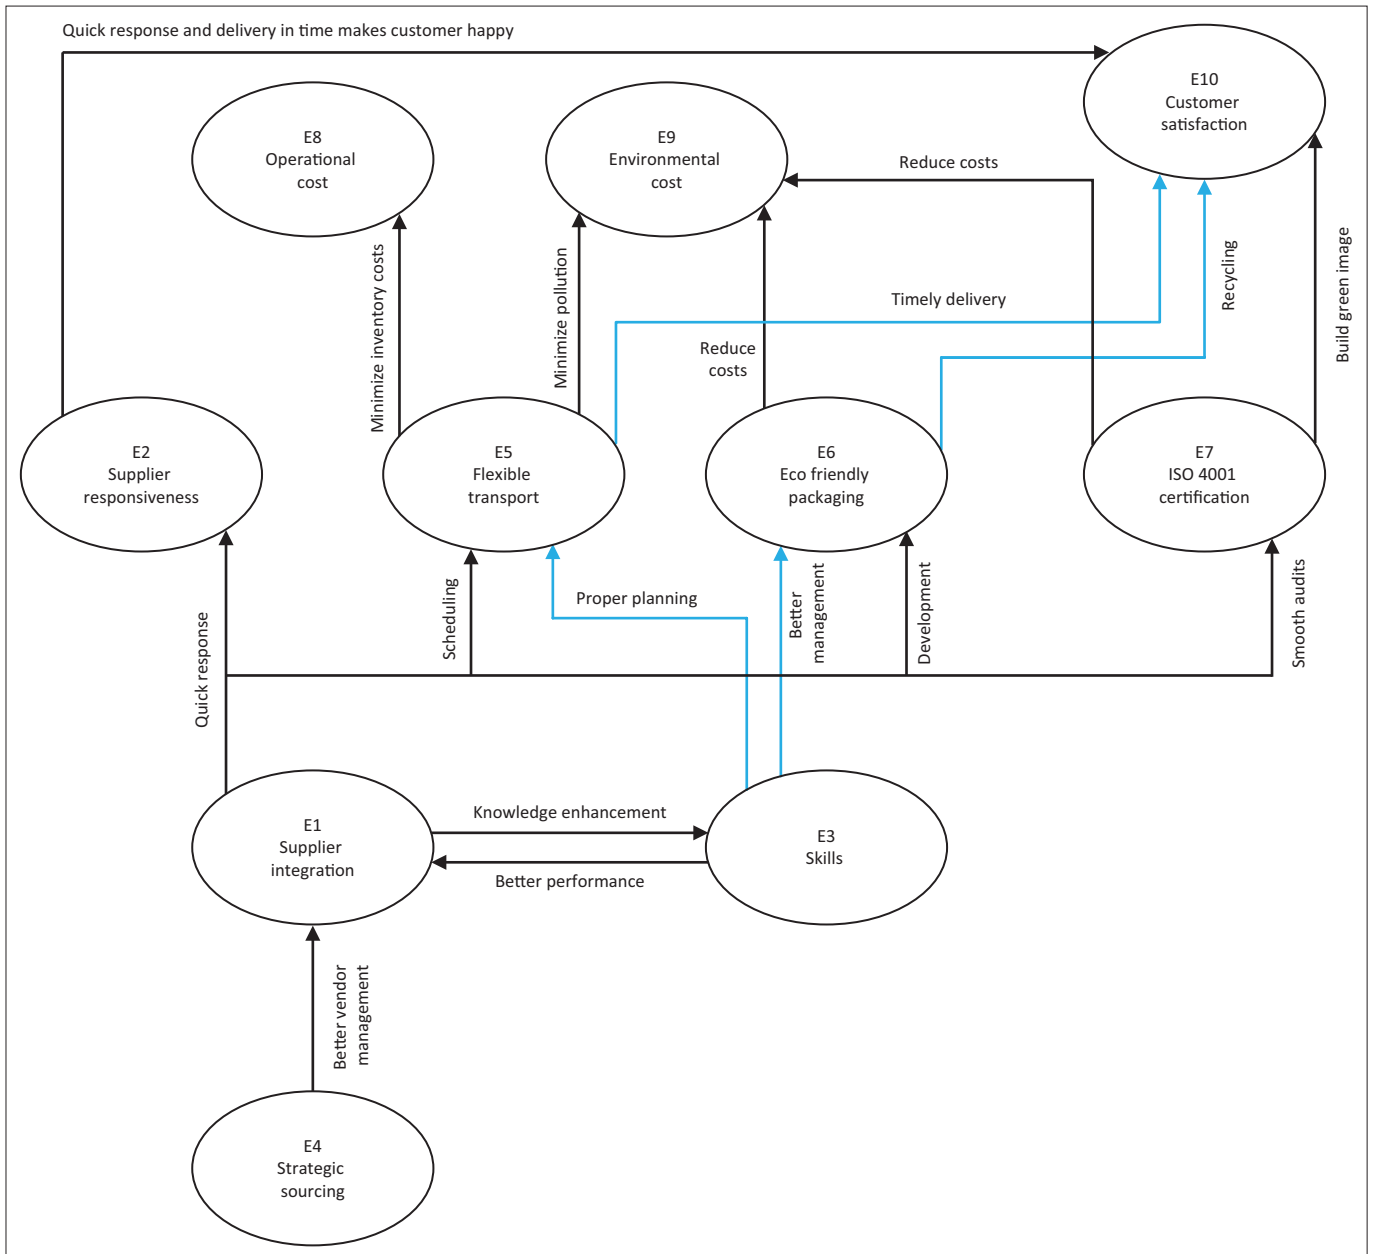 Quick response and delivery in time makes customer happy
E10
Customer
satisfaction
E8
Operational
cost
E9
Environmental
cost
Reduce costs
Minimize inventory costs
Minimize pollution
Timely delivery
Reduce
costs
Recycling
Build green image
E2
Supplier
responsiveness
E5
Flexible
transport
E6
Eco friendly
packaging
E7
ISO 4001
certification
Quick response
Scheduling
Proper planning
Better
management
Development
Smooth audits
E1
Supplier
integration
Knowledge enhancement
Better performance
E3
Skills
Better vendor
management
E4
Strategic
sourcing